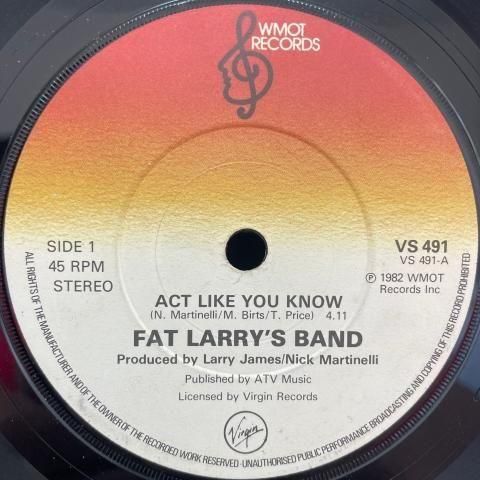 WMOT
RECORDS
SIDE 1
45 RPM
STEREO
VS 491
VS 491-A
℗ 1982 WMOT
Records Inc
ACT LIKE YOU KNOW
(N. Martinelli/M. Birts/T. Price) 4.11
FAT LARRY'S BAND
Produced by Larry James/Nick Martinelli
Published by ATV Music
Licensed by Virgin Records
Virgin
ALL RIGHTS OF THE MANUFACTURER AND OF THE OWNER OF THE RECORDED WORK RESERVED · UNAUTHORISED PUBLIC PERFORMANCE BROADCASTING AND COPYING OF THIS RECORD PROHIBITED